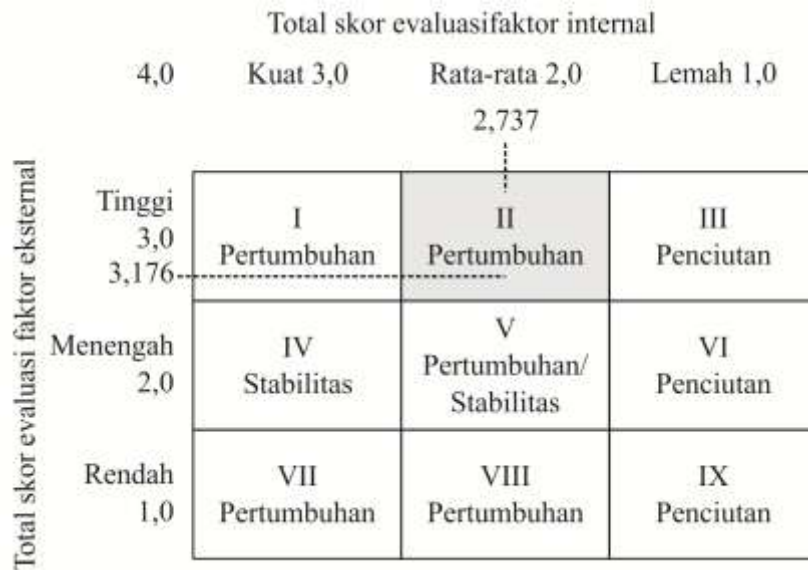 Total skor evaluasifaktor internal
4,0 Kuat 3,0 Rata-rata 2,0 Lemah 1,0
2,737
Total skor evaluasi faktor eksternal
Tinggi
3,0
3,176
I
Pertumbuhan
II
Pertumbuhan
III
Penciutan
Menengah
2,0
IV
Stabilitas
V
Pertumbuhan/
Stabilitas
VI
Penciutan
Rendah
1,0
VII
Pertumbuhan
VIII
Pertumbuhan
IX
Penciutan